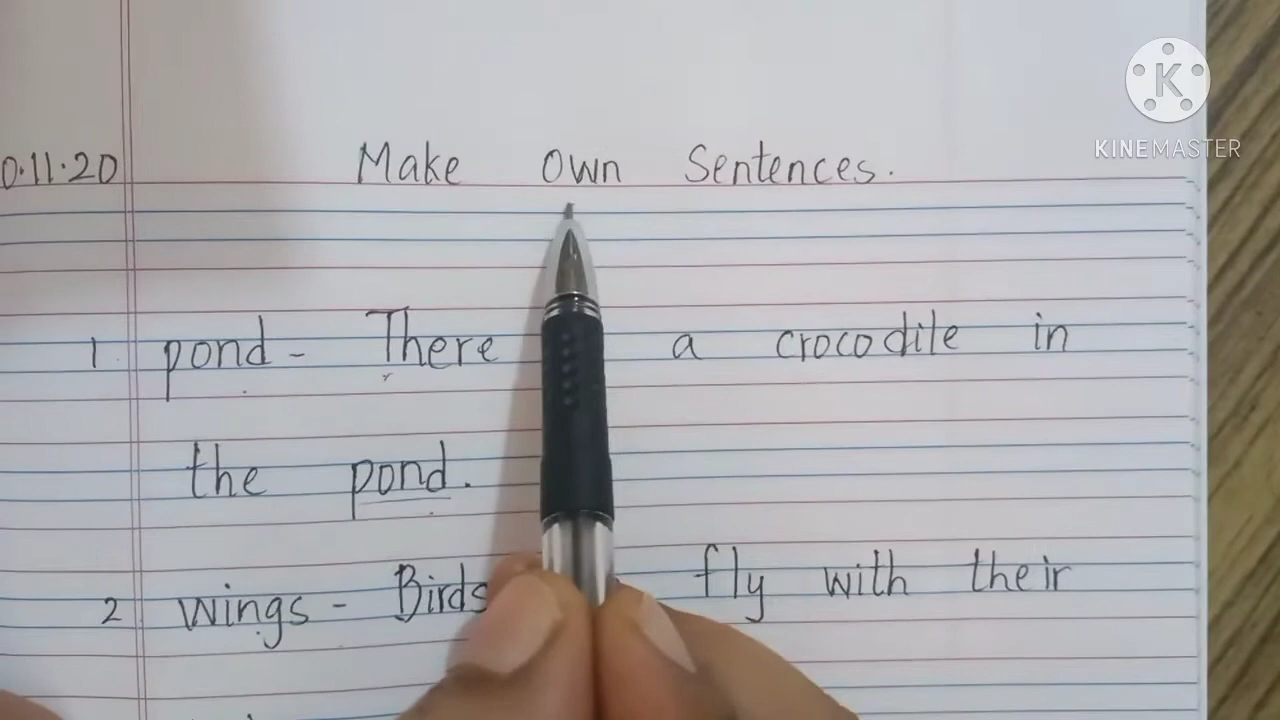 K
KINEMASTER
0.11.20 Make Own Sentences.
1 pond - There a crocodile in
the pond.
2 wings - Birds fly with their